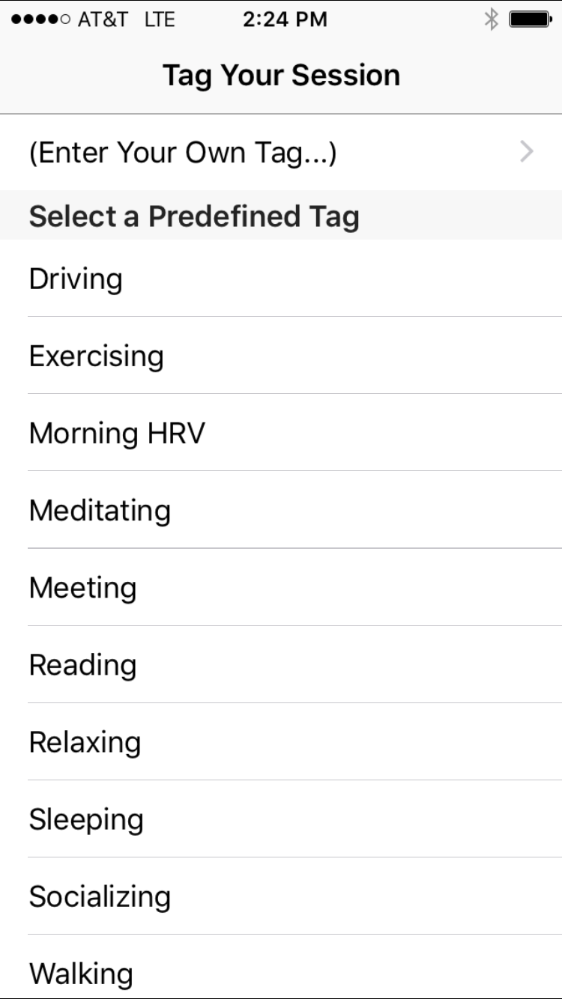 AT&T LTE 2:24 PM
Tag Your Session
(Enter Your Own Tag...)
Select a Predefined Tag
Driving
Exercising
Morning HRV
Meditating
Meeting
Reading
Relaxing
Sleeping
Socializing
Walking